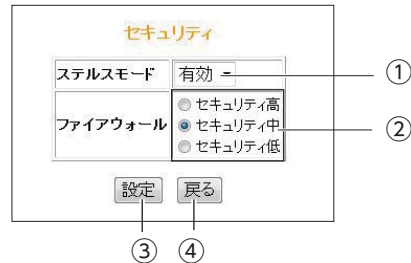 セキュリティ
ステルスモード 有効 ①
ファイアウォール セキュリティ高
セキュリティ中 ②
セキュリティ低
設定 戻る
③ ④